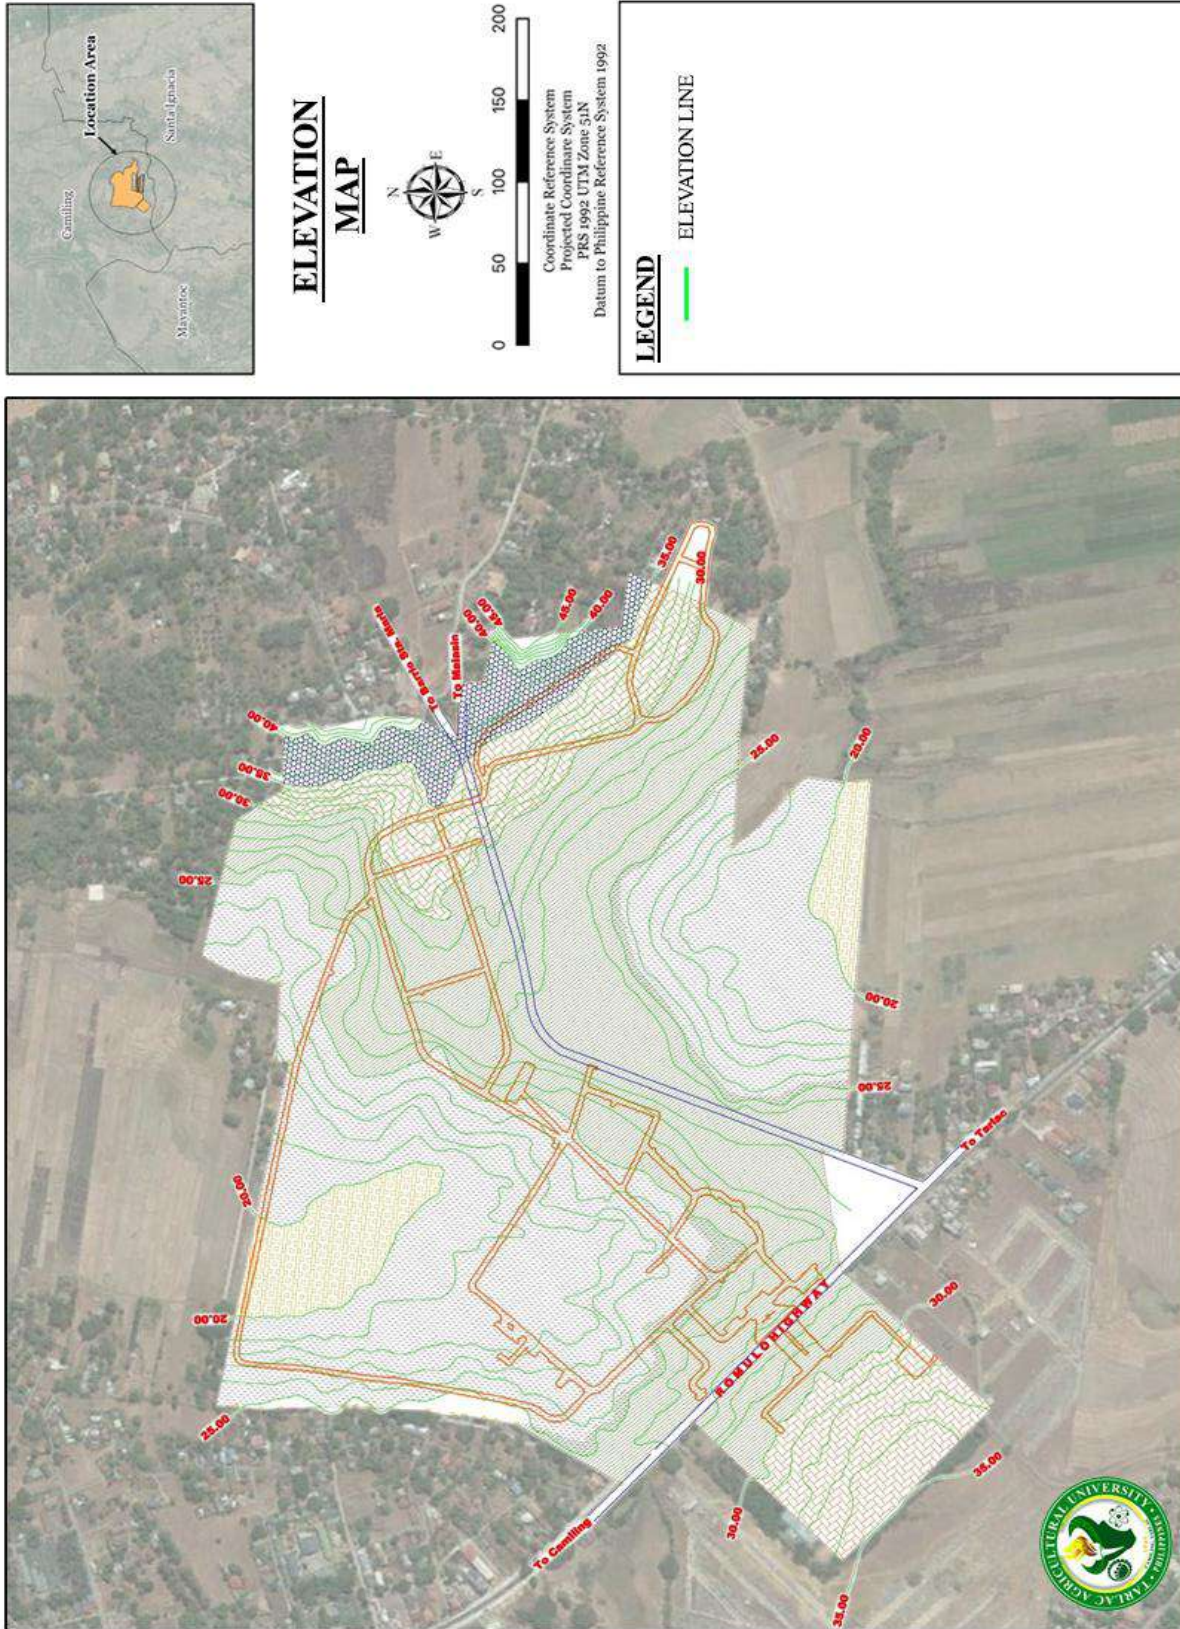 Camiling
Location Area
Santa Ignacia
Mayantoc
ELEVATION
MAP
N
W
E
S
0
50
100
150
200
Coordinate Reference System
Projected Coordinare System
PRS 1992 UTM Zone 51N
Datum to Philippine Reference System 1992
LEGEND
ELEVATION LINE
40.00
35.00
30.00
25.00
To Barrio Sta. Maria
To Malasin
40.00
45.00
45.00
40.00
35.00
30.00
25.00
20.00
20.00
25.00
20.00
20.00
25.00
To Tarlac
ROMULO HIGHWAY
To Camiling
30.00
30.00
35.00
35.00
TARLAC AGRICULTURAL UNIVERSITY
PHILIPPINES